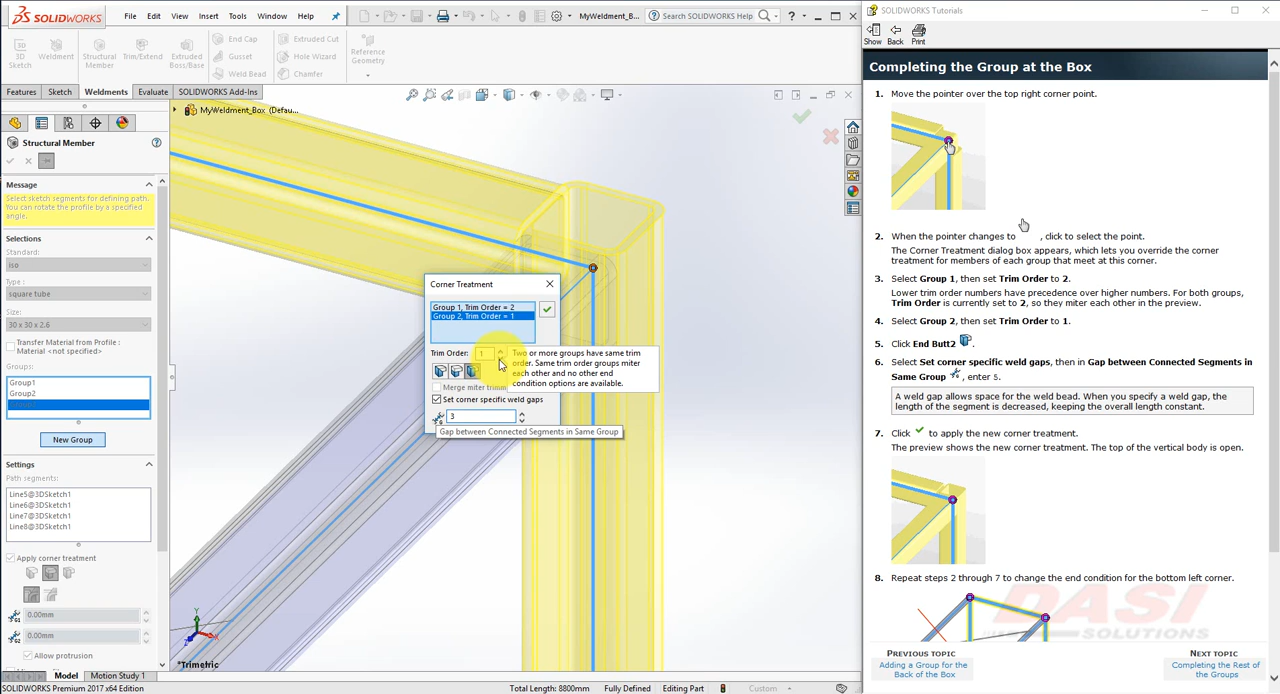 SOLIDWORKS
File Edit View Insert Tools Window Help
MyWeldment_B... Search SOLIDWORKS Help ?
3D Sketch
Weldment
Structural Member
Trim/Extend
Extruded Boss/Base
End Cap
Gusset
Weld Bead
Extruded Cut
Hole Wizard
Chamfer
Reference Geometry
Features Sketch Weldments Evaluate SOLIDWORKS Add-Ins
MyWeldment_Box (Defau...
Structural Member
Message
Select sketch segments for defining path.
You can rotate the profile by a specified
angle.
Selections
Standard:
iso
Type :
square tube
Size:
30 x 30 x 2.6
Transfer Material from Profile :
Material <not specified>
Groups:
Group1
Group2
New Group
Settings
Path segments:
Line5@3DSketch1
Line6@3DSketch1
Line7@3DSketch1
Line8@3DSketch1
Apply corner treatment
0.00mm
0.00mm
Allow protrusion
Corner Treatment
Group 1, Trim Order = 2
Group 2, Trim Order = 1
Trim Order: 1
Two or more groups have same trim
order. Same trim order groups miter
each other and no other end
condition options are available.
Set corner specific weld gaps
3
Gap between Connected Segments in Same Group
*Trimetric
Model Motion Study 1
SOLIDWORKS Premium 2017 x64 Edition Total Length: 8800mm Fully Defined Editing Part Custom
SOLIDWORKS Tutorials
Show Back Print
Completing the Group at the Box
1. Move the pointer over the top right corner point.
2. When the pointer changes to , click to select the point.
The Corner Treatment dialog box appears, which lets you override the corner
treatment for members of each group that meet at this corner.
3. Select Group 1, then set Trim Order to 2.
Lower trim order numbers have precedence over higher numbers. For both groups,
Trim Order is currently set to 2, so they miter each other in the preview.
4. Select Group 2, then set Trim Order to 1.
5. Click End Butt2 .
6. Select Set corner specific weld gaps, then in Gap between Connected Segments in
Same Group , enter 5.
A weld gap allows space for the weld bead. When you specify a weld gap, the
length of the segment is decreased, keeping the overall length constant.
7. Click to apply the new corner treatment.
The preview shows the new corner treatment. The top of the vertical body is open.
8. Repeat steps 2 through 7 to change the end condition for the bottom left corner.
DASI
SOLUTIONS
PREVIOUS TOPIC
Adding a Group for the
Back of the Box
NEXT TOPIC
Completing the Rest of
the Groups